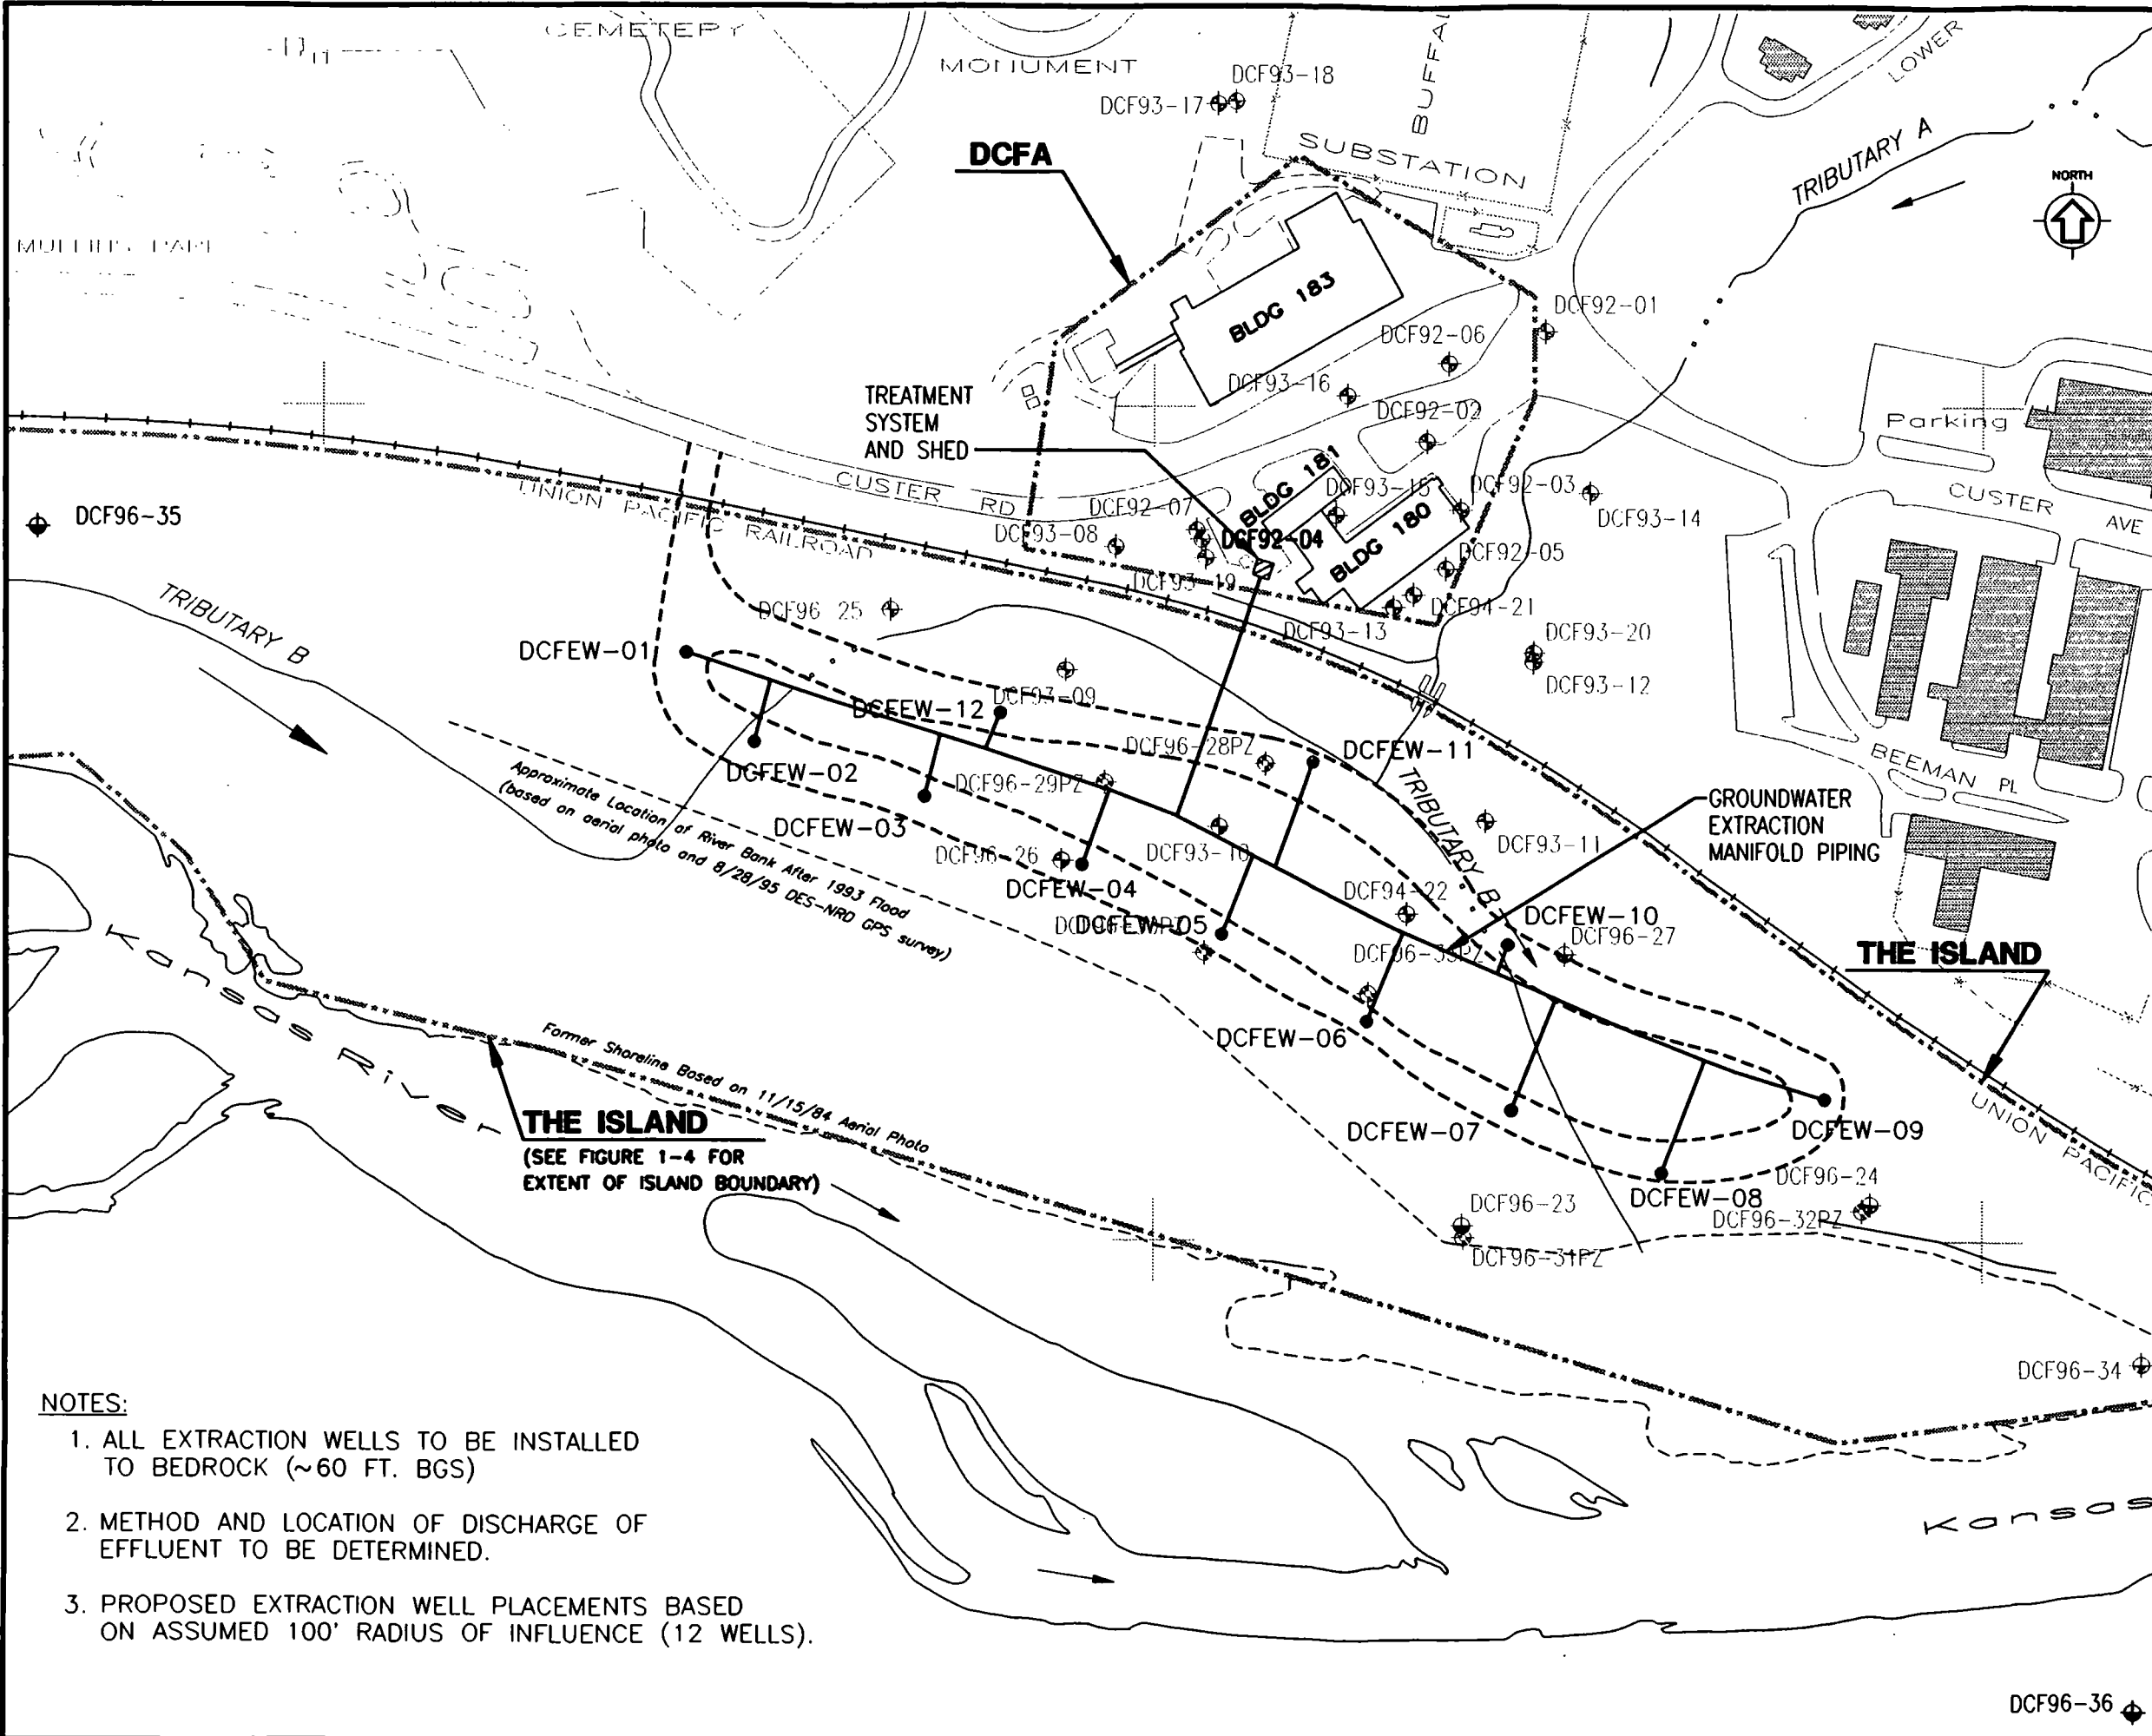 CEMETERY
MONUMENT
BUFFAL
LOWER
DCF93-18
DCF93-17
SUBSTATION
DCFA
TRIBUTARY A
NORTH
BLDG 183
DCF92-01
DCF92-06
DCF93-16
DCF92-02
TREATMENT
SYSTEM
AND SHED
Parking
BLDG 181
CUSTER RD
UNION PACIFIC RAILROAD
DCF92-07
DCF93-15
DCF92-03
DCF93-14
CUSTER AVE
DCF96-35
DCF93-08
DCF92-04
BLDG 180
DCF92-05
DCF93-19
DCF94-21
TRIBUTARY B
DCF96 25
DCF93-13
DCF93-20
DCFEW-01
DCF93-12
DCF93-09
DCFEW-12
DCF96-28PZ
DCFEW-11
DCFEW-02
DCF96-29PZ
TRIBUTARY B
BEEMAN PL
GROUNDWATER
EXTRACTION
MANIFOLD PIPING
DCFEW-03
Approximate Location of River Bank After 1993 Flood
(based on aerial photo and 8/28/95 DES-NRD GPS survey)
DCF96-26
DCF93-10
DCF93-11
DCFEW-04
DCF94-22
DCFEW-05
DCFEW-10
DCF96-27
THE ISLAND
Kansas River
DCFEW-06
Former Shoreline Based on 11/15/84 Aerial Photo
THE ISLAND
(SEE FIGURE 1-4 FOR
EXTENT OF ISLAND BOUNDARY)
DCFEW-07
DCFEW-09
UNION PACIFIC
DCF96-24
DCFEW-08
DCF96-23
DCF96-32PZ
DCF96-31PZ
DCF96-34
NOTES:
1. ALL EXTRACTION WELLS TO BE INSTALLED
TO BEDROCK (~60 FT. BGS)
2. METHOD AND LOCATION OF DISCHARGE OF
EFFLUENT TO BE DETERMINED.
3. PROPOSED EXTRACTION WELL PLACEMENTS BASED
ON ASSUMED 100' RADIUS OF INFLUENCE (12 WELLS).
Kansas
DCF96-36